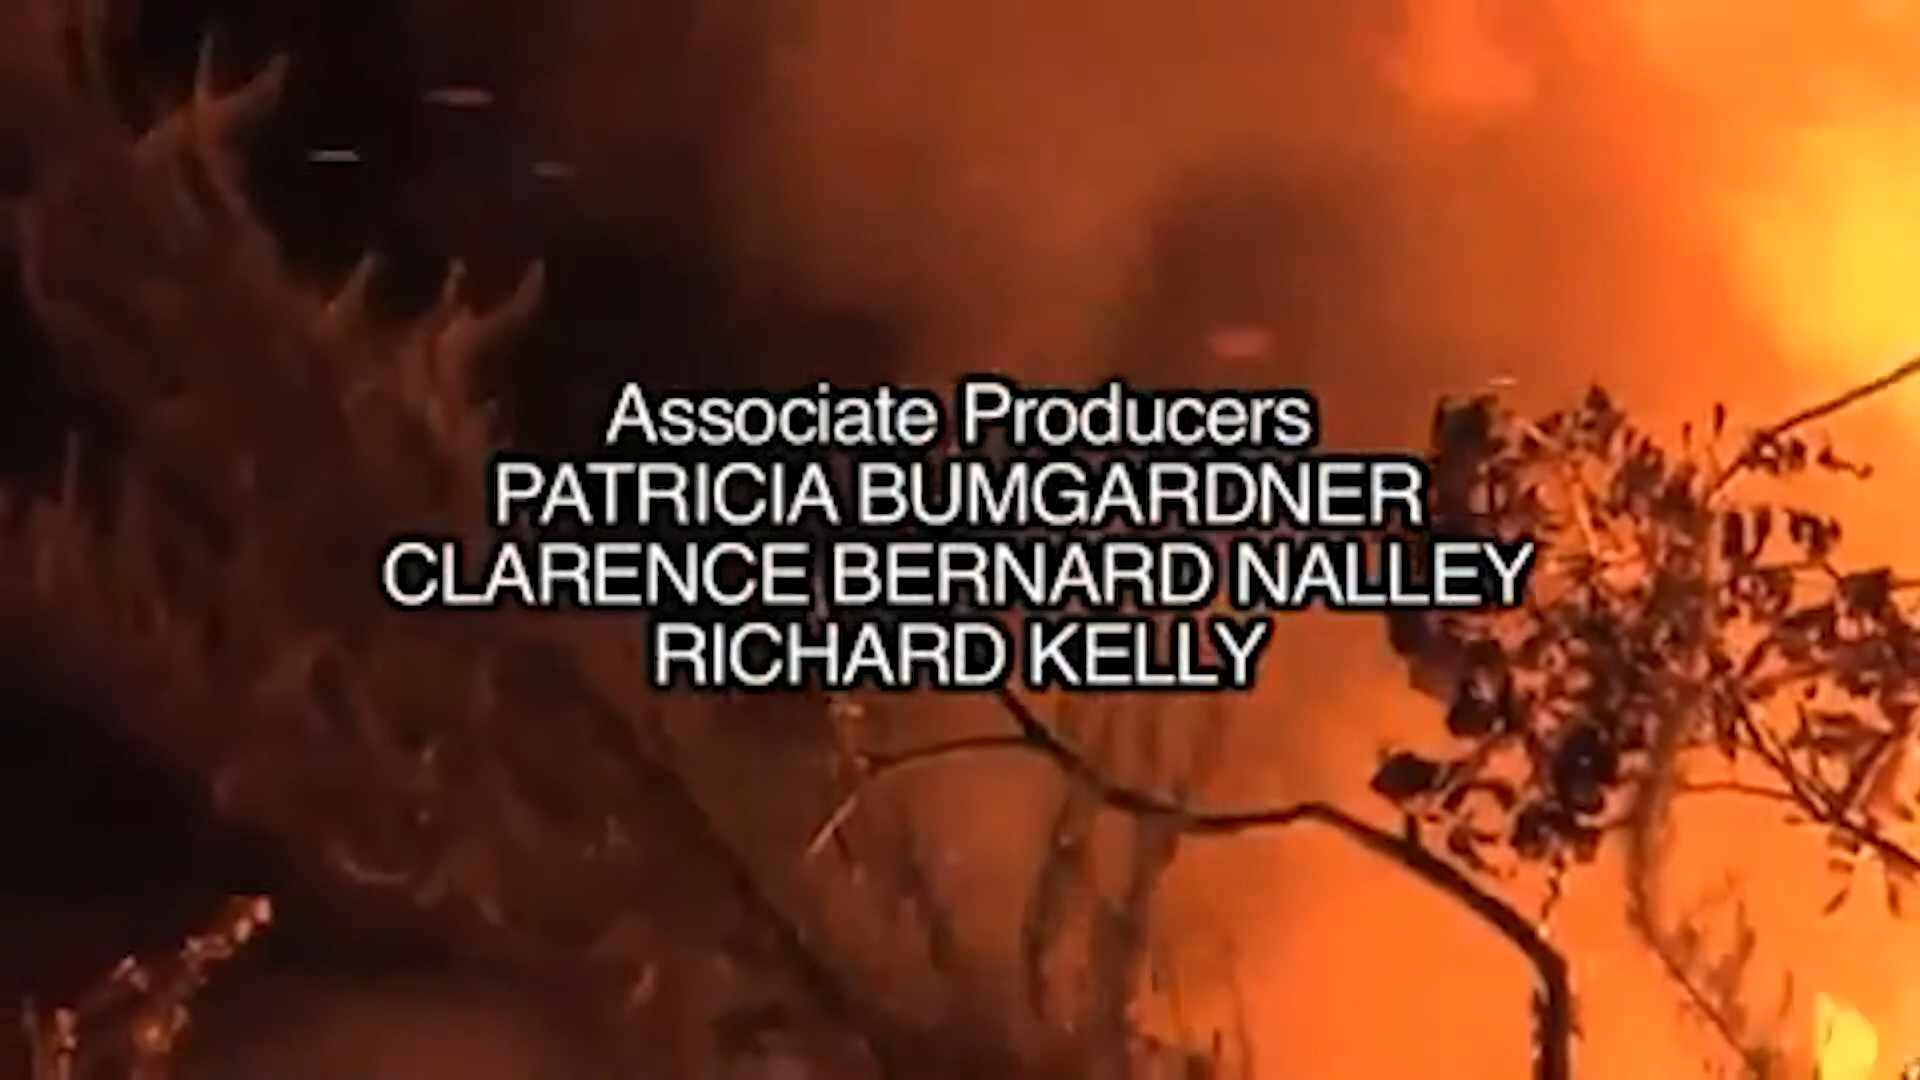 Associate Producers
PATRICIA BUMGARDNER
CLARENCE BERNARD NALLEY
RICHARD KELLY